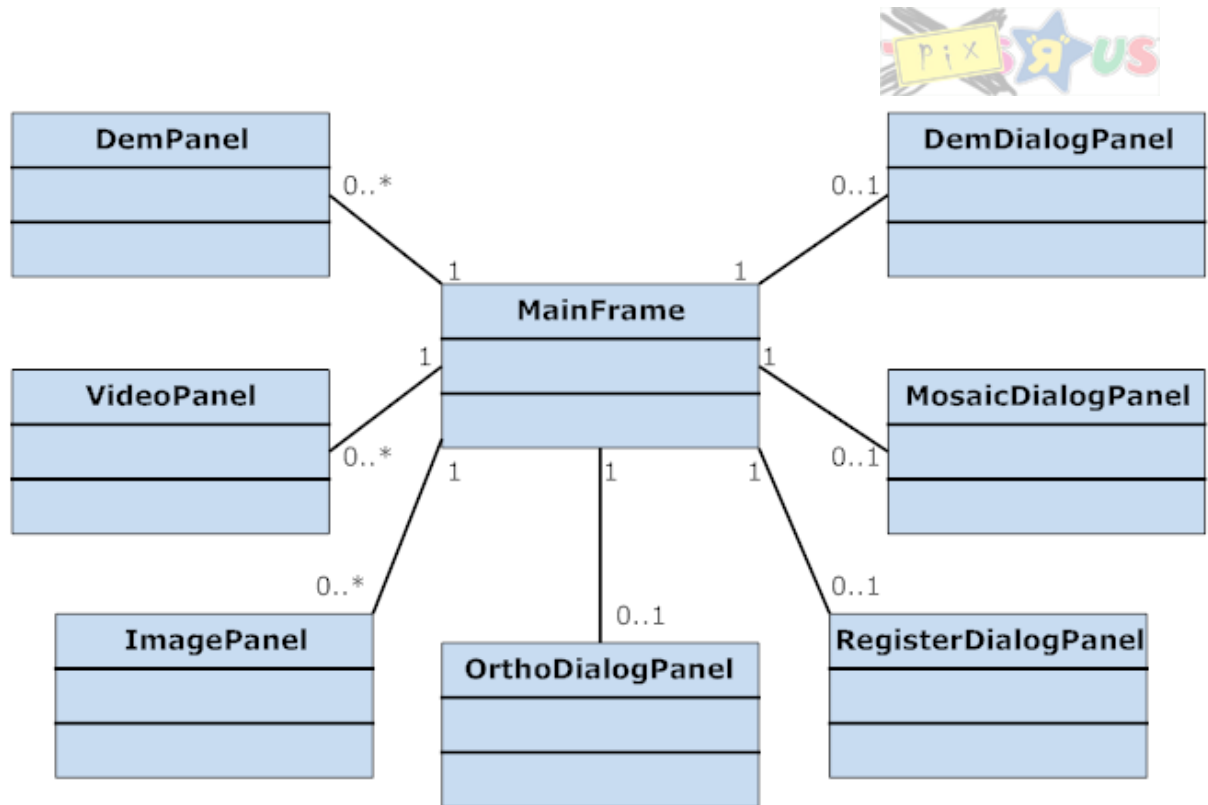 Pix "R" US
DemPanel
DemDialogPanel
0..*
0..1
1
1
MainFrame
1
1
VideoPanel
MosaicDialogPanel
0..*
0..1
1
1
1
0..*
0..1
0..1
ImagePanel
RegisterDialogPanel
OrthoDialogPanel